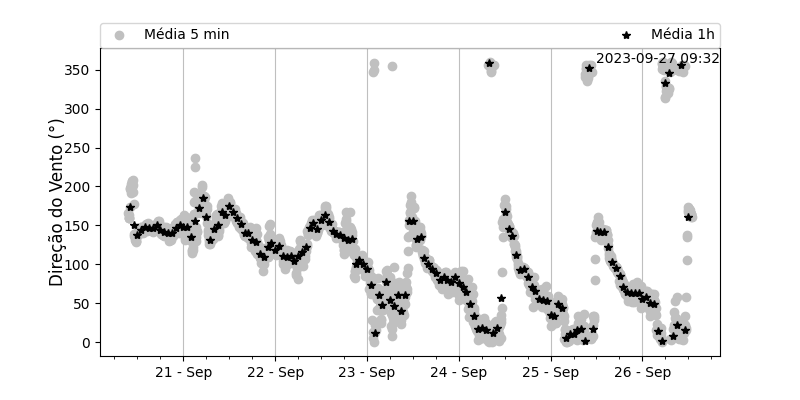 Média 5 min
Média 1h
2023-09-27 09:32
Direção do Vento (°)
350
300
250
200
150
100
50
0
21 - Sep
22 - Sep
23 - Sep
24 - Sep
25 - Sep
26 - Sep